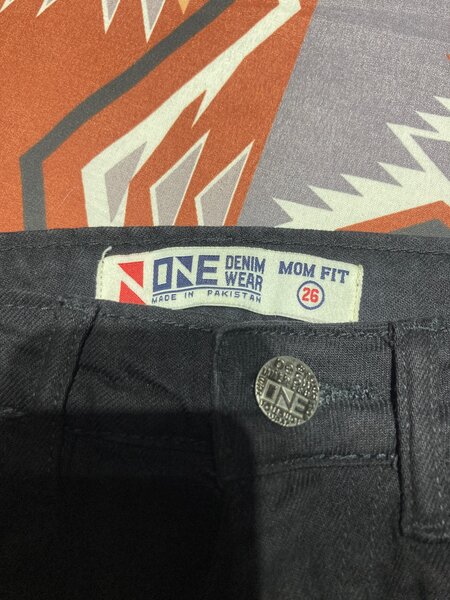 N ONE DENIM WEAR
MADE IN PAKISTAN
MOM FIT
26
ONE